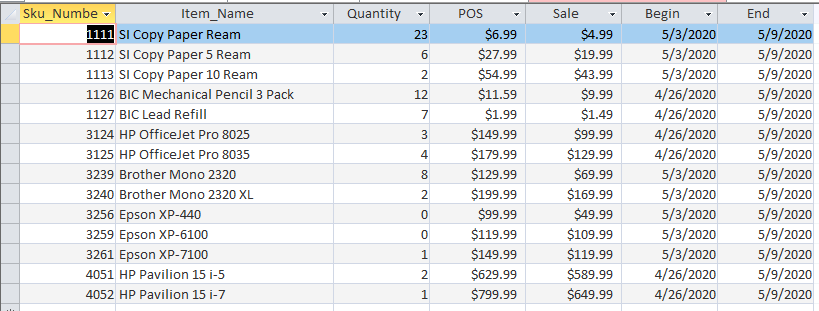 Sku_Numbe Item_Name Quantity POS Sale Begin End
1111 SI Copy Paper Ream 23 $6.99 $4.99 5/3/2020 5/9/2020
1112 SI Copy Paper 5 Ream 6 $27.99 $19.99 5/3/2020 5/9/2020
1113 SI Copy Paper 10 Ream 2 $54.99 $43.99 5/3/2020 5/9/2020
1126 BIC Mechanical Pencil 3 Pack 12 $11.59 $9.99 4/26/2020 5/9/2020
1127 BIC Lead Refill 7 $1.99 $1.49 4/26/2020 5/9/2020
3124 HP OfficeJet Pro 8025 3 $149.99 $99.99 4/26/2020 5/9/2020
3125 HP OfficeJet Pro 8035 4 $179.99 $129.99 4/26/2020 5/9/2020
3239 Brother Mono 2320 8 $129.99 $69.99 5/3/2020 5/9/2020
3240 Brother Mono 2320 XL 2 $199.99 $169.99 5/3/2020 5/9/2020
3256 Epson XP-440 0 $99.99 $49.99 5/3/2020 5/9/2020
3259 Epson XP-6100 0 $119.99 $109.99 5/3/2020 5/9/2020
3261 Epson XP-7100 1 $149.99 $119.99 5/3/2020 5/9/2020
4051 HP Pavilion 15 i-5 2 $629.99 $589.99 4/26/2020 5/9/2020
4052 HP Pavilion 15 i-7 1 $799.99 $649.99 4/26/2020 5/9/2020